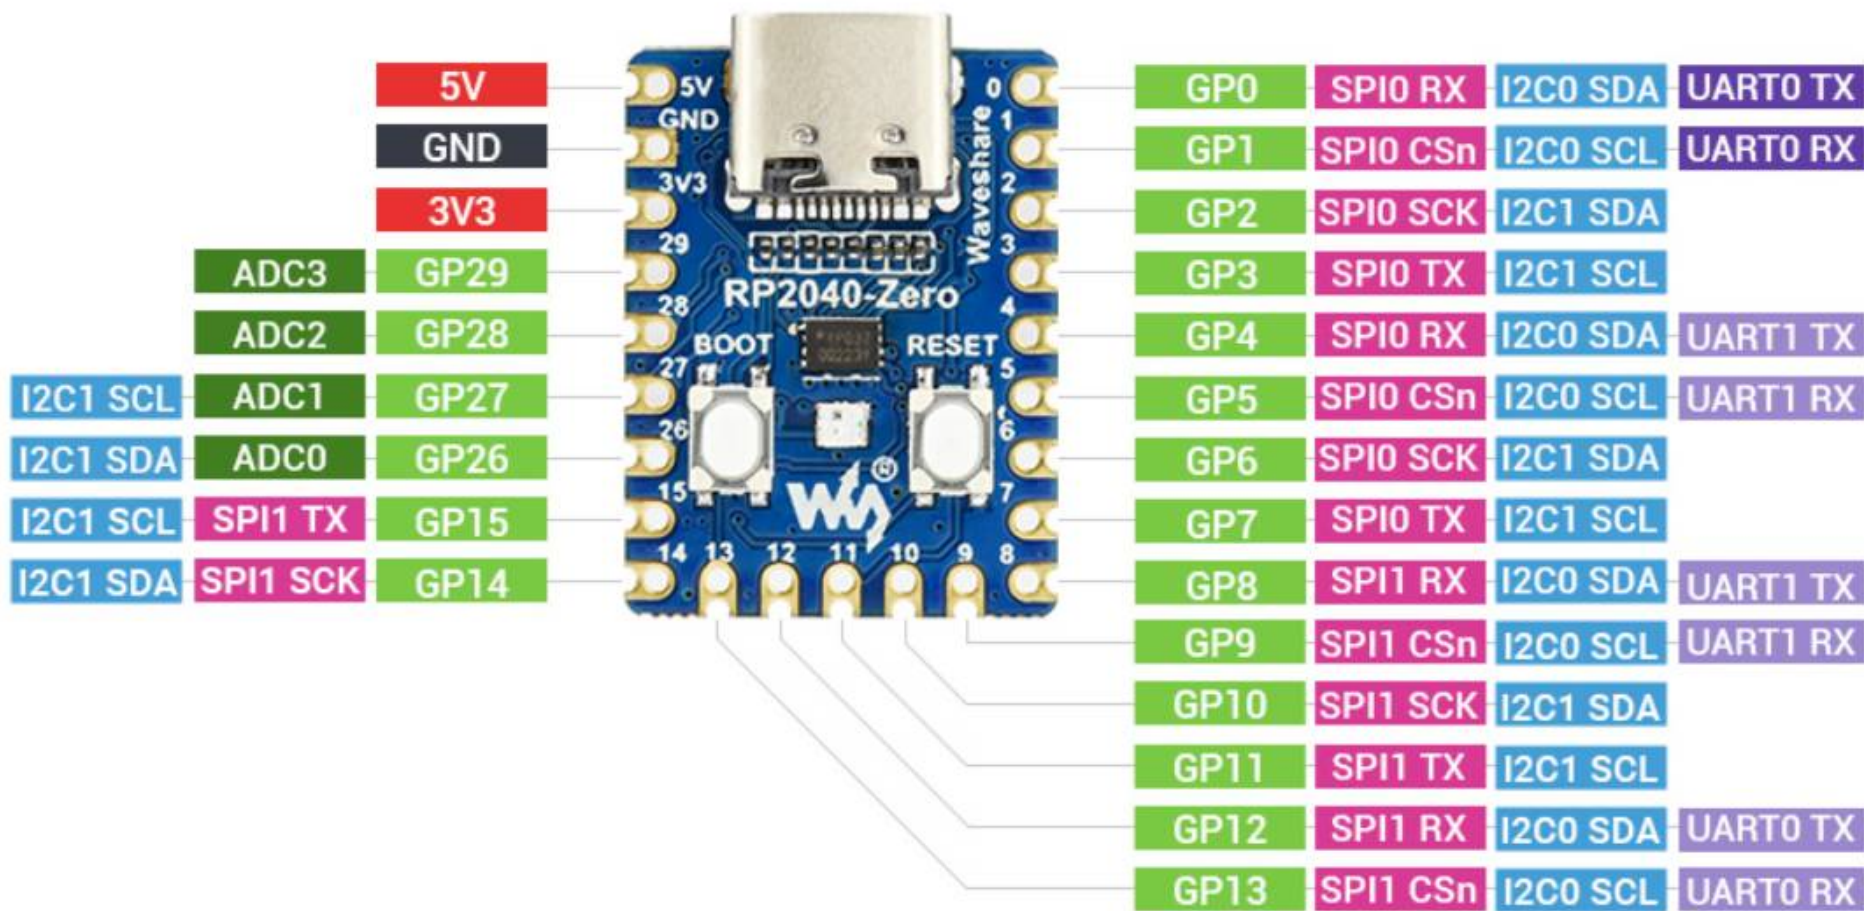 5V
GND
3V3
ADC3 GP29
ADC2 GP28
I2C1 SCL ADC1 GP27
I2C1 SDA ADC0 GP26
I2C1 SCL SPI1 TX GP15
I2C1 SDA SPI1 SCK GP14
5V
GND
3V3
29
28
27
26
15
14 13 12 11 10 9 8
0
1
2
3
4
5
6
7
Waveshare
RP2040-Zero
BOOT RESET
®
GP0 SPI0 RX I2C0 SDA UART0 TX
GP1 SPI0 CSn I2C0 SCL UART0 RX
GP2 SPI0 SCK I2C1 SDA
GP3 SPI0 TX I2C1 SCL
GP4 SPI0 RX I2C0 SDA UART1 TX
GP5 SPI0 CSn I2C0 SCL UART1 RX
GP6 SPI0 SCK I2C1 SDA
GP7 SPI0 TX I2C1 SCL
GP8 SPI1 RX I2C0 SDA UART1 TX
GP9 SPI1 CSn I2C0 SCL UART1 RX
GP10 SPI1 SCK I2C1 SDA
GP11 SPI1 TX I2C1 SCL
GP12 SPI1 RX I2C0 SDA UART0 TX
GP13 SPI1 CSn I2C0 SCL UART0 RX